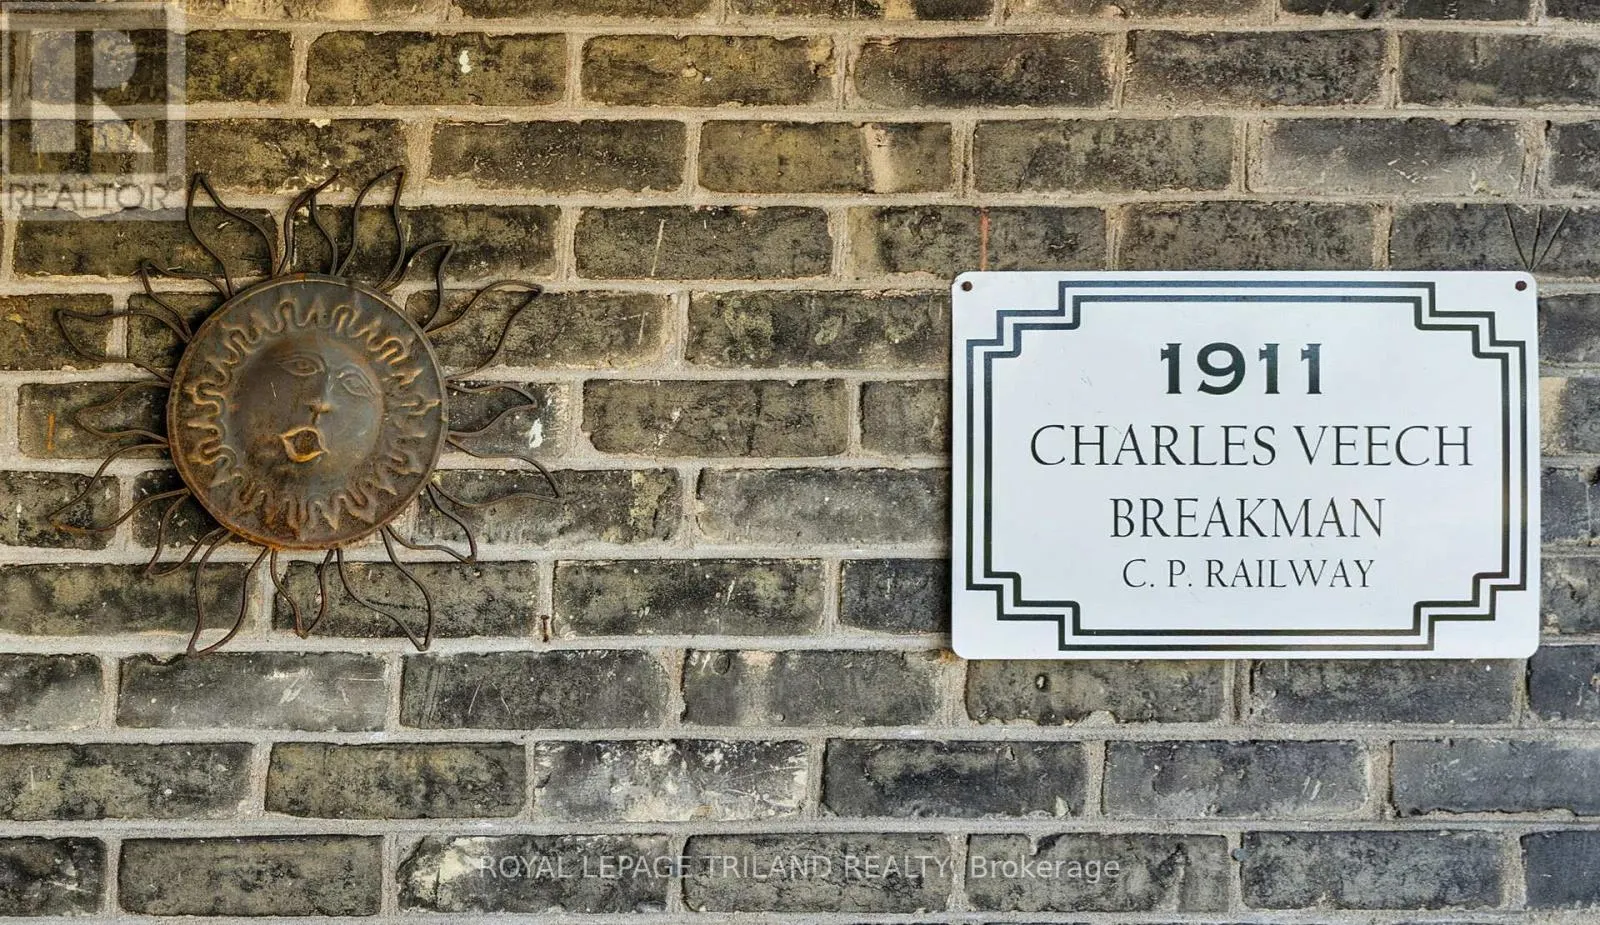 REALTOR
1911
CHARLES VEECH
BREAKMAN
C. P. RAILWAY
ROYAL LEPAGE TRILAND REALTY, Brokerage